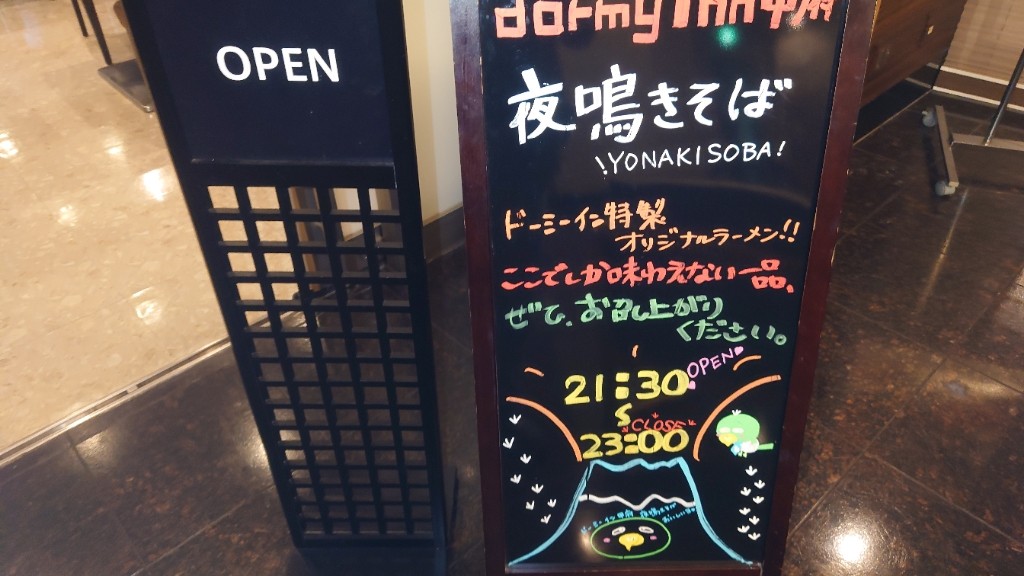 OPEN
dormy inn 甲府
夜鳴きそば
\YONAKISOBA!
ドーミーイン特製
オリジナルラーメン!!
ここでしか味わえない一品、
ぜひ、お召し上がり
ください。
OPEN
21:30
CLOSE
23:00